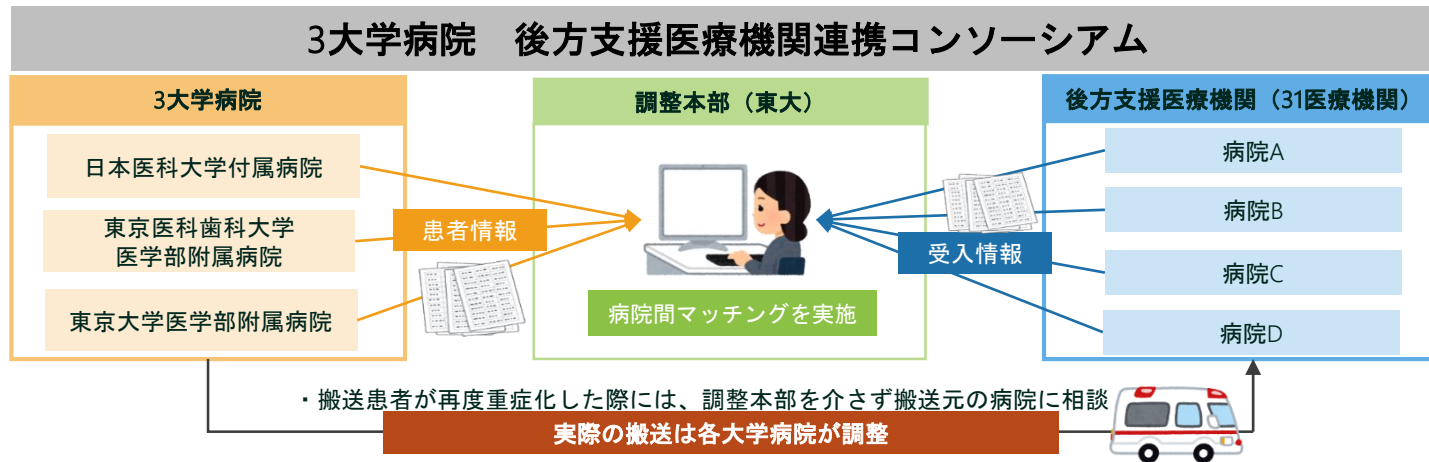 3大学病院　後方支援医療機関連携コンソーシアム
3大学病院
日本医科大学付属病院
東京医科歯科大学
医学部附属病院
東京大学医学部附属病院
患者情報
調整本部（東大）
病院間マッチングを実施
後方支援医療機関（31医療機関）
病院A
病院B
病院C
病院D
受入情報
・搬送患者が再度重症化した際には、調整本部を介さず搬送元の病院に相談
実際の搬送は各大学病院が調整